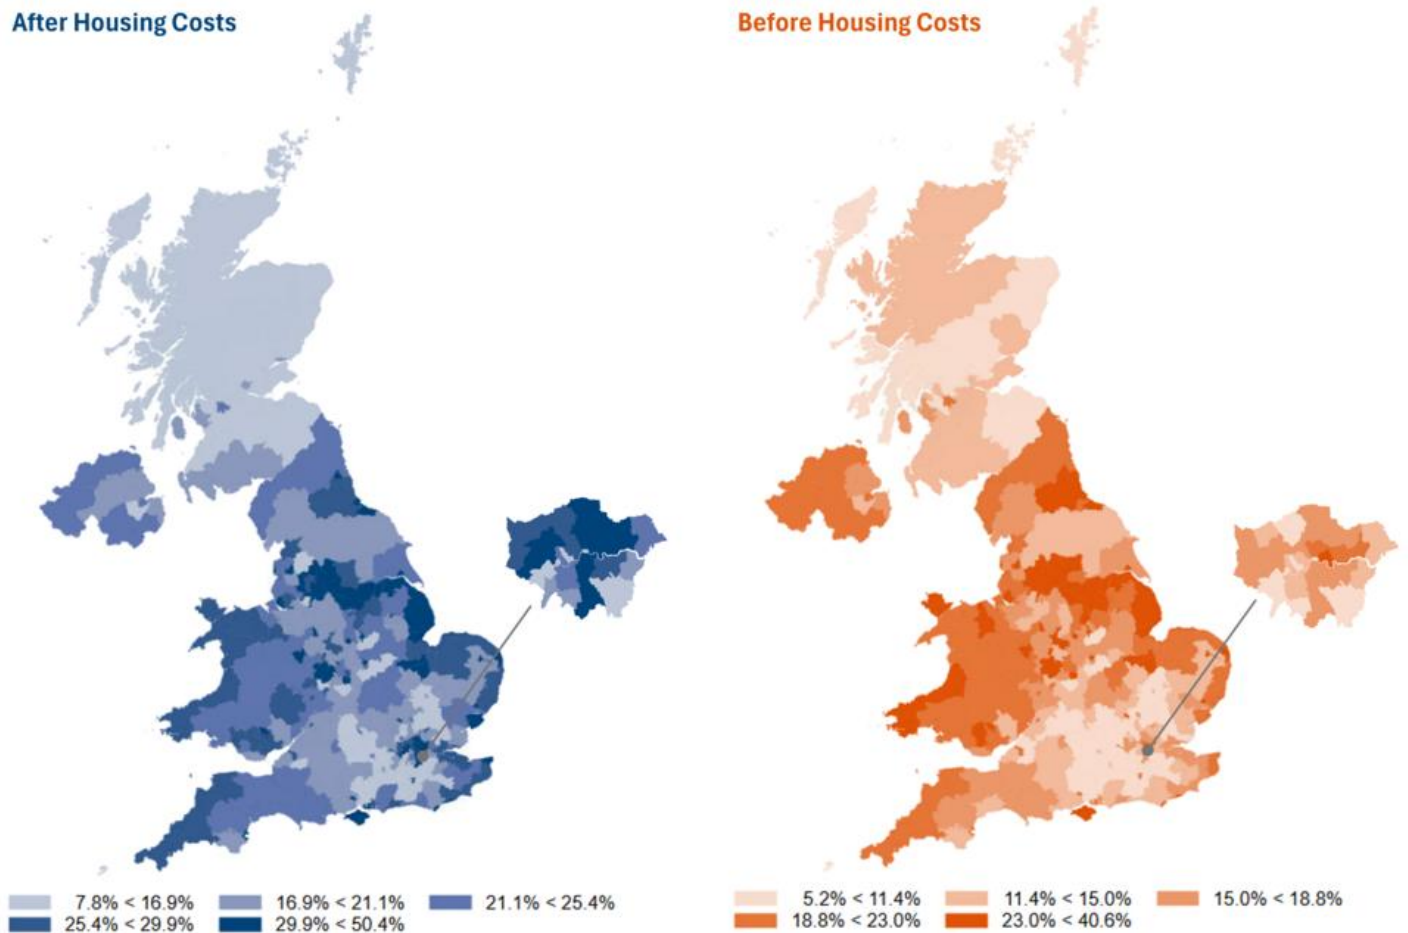 After Housing Costs
Before Housing Costs
7.8% < 16.9%
16.9% < 21.1%
21.1% < 25.4%
25.4% < 29.9%
29.9% < 50.4%
5.2% < 11.4%
11.4% < 15.0%
15.0% < 18.8%
18.8% < 23.0%
23.0% < 40.6%